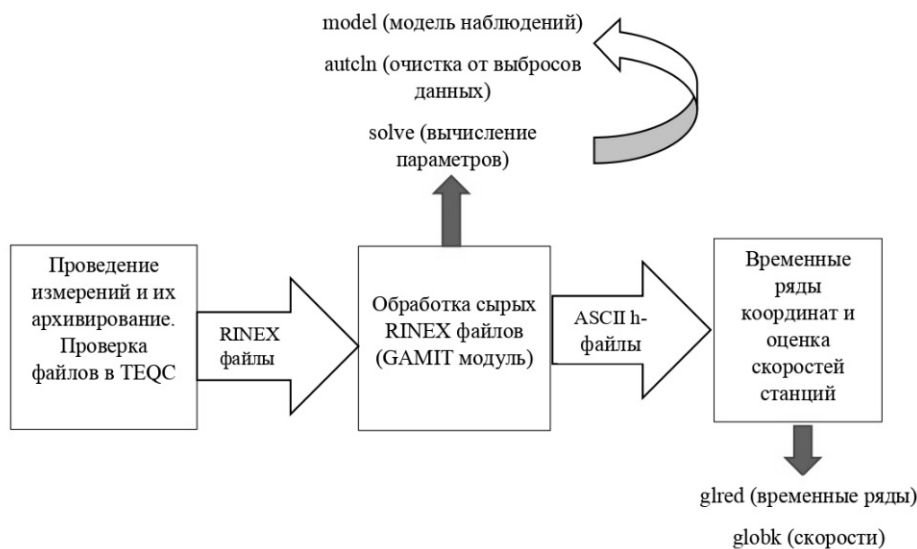 model (модель наблюдений)
autcln (очистка от выбросов
данных)
solve (вычисление
параметров)
Проведение
измерений и их
архивирование.
Проверка
файлов в TEQC
RINEX
файлы
Обработка сырых
RINEX файлов
(GAMIT модуль)
ASCII h-
файлы
Временные
ряды
координат и
оценка
скоростей
станций
glred (временные ряды)
globk (скорости)